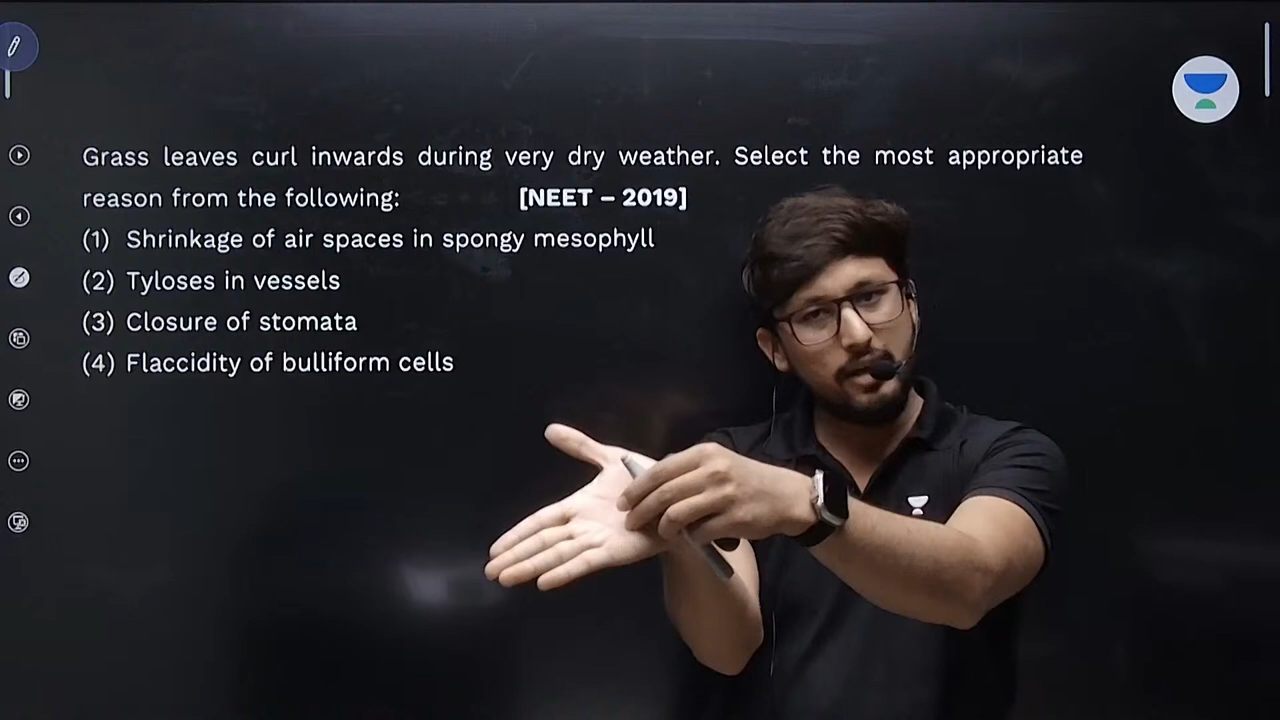 Grass leaves curl inwards during very dry weather. Select the most appropriate
reason from the following: [NEET – 2019]
(1) Shrinkage of air spaces in spongy mesophyll
(2) Tyloses in vessels
(3) Closure of stomata
(4) Flaccidity of bulliform cells